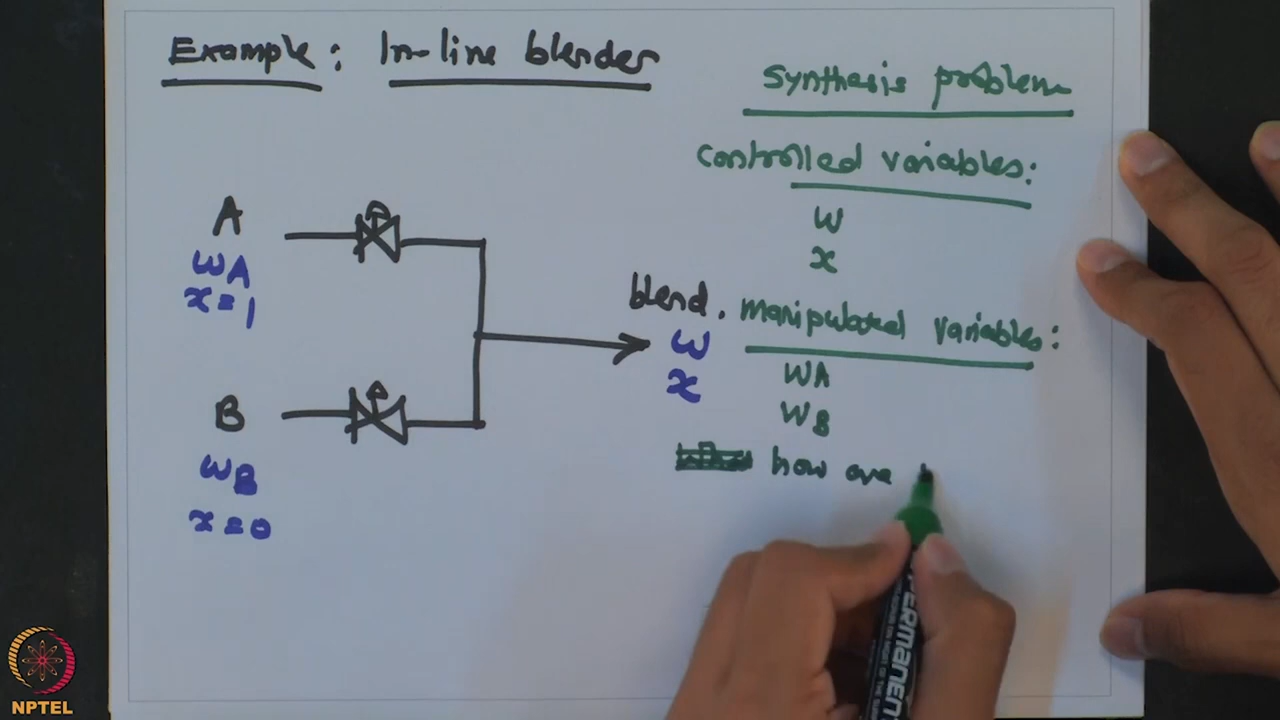 Example: In-line blender
Synthesis problem
Controlled variables:
W
x
A
WA
x=1
blend.
W
x
manipulated variables:
WA
WB
B
WB
x=0
how are
PERMANENT
NPTEL